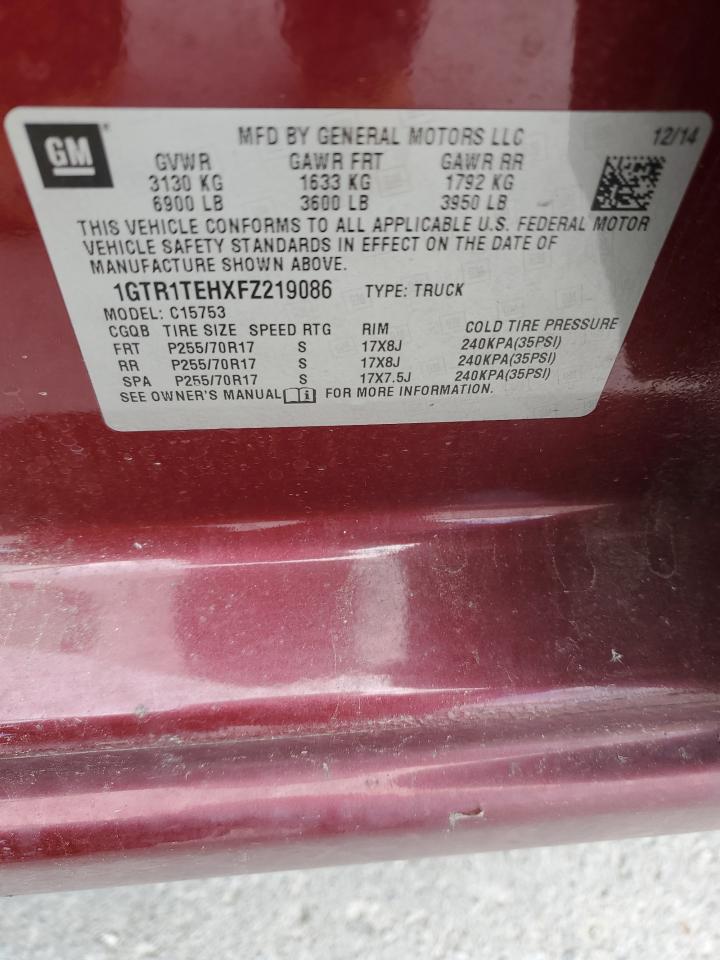 GM MFD BY GENERAL MOTORS LLC 12/14
GVWR GAWR FRT GAWR RR
3130 KG 1633 KG 1792 KG
6900 LB 3600 LB 3950 LB
THIS VEHICLE CONFORMS TO ALL APPLICABLE U.S. FEDERAL MOTOR
VEHICLE SAFETY STANDARDS IN EFFECT ON THE DATE OF
MANUFACTURE SHOWN ABOVE.
1GTR1TEHXFZ219086 TYPE: TRUCK
MODEL: C15753
CGQB TIRE SIZE SPEED RTG RIM COLD TIRE PRESSURE
FRT P255/70R17 S 17X8J 240KPA(35PSI)
RR P255/70R17 S 17X8J 240KPA(35PSI)
SPA P255/70R17 S 17X7.5J 240KPA(35PSI)
SEE OWNER'S MANUAL i FOR MORE INFORMATION.